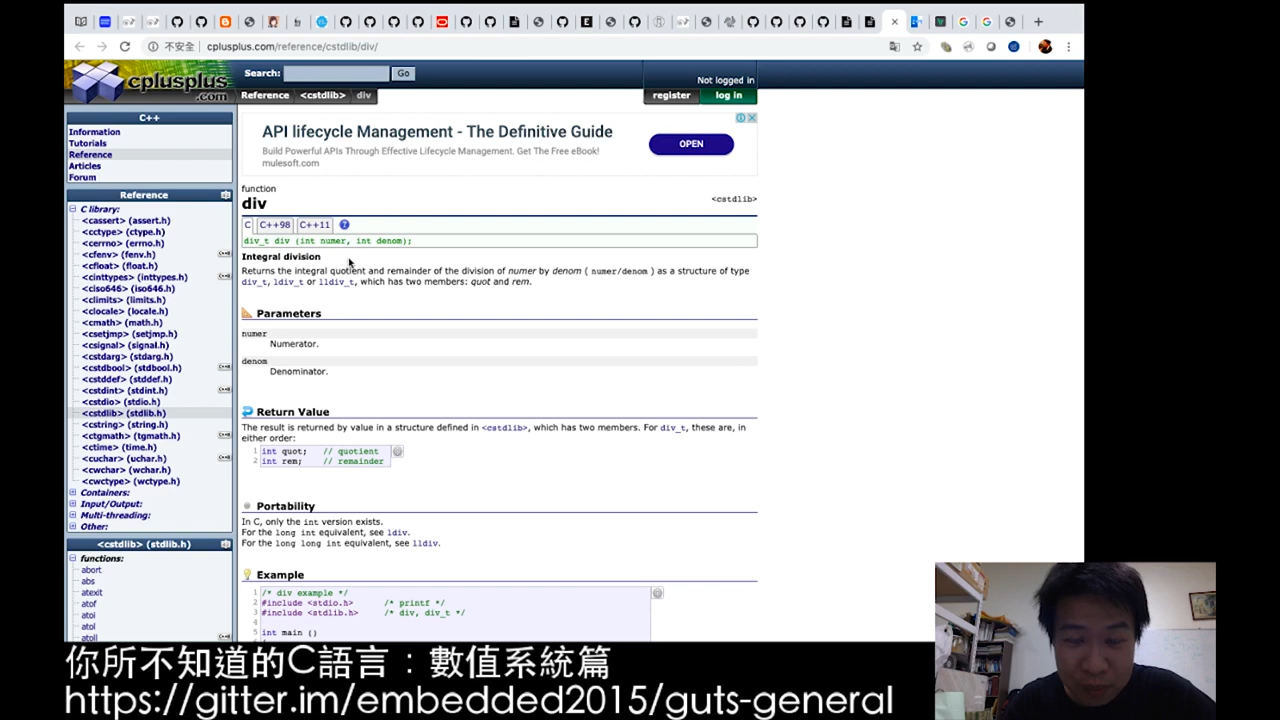 不安全 cplusplus.com/reference/cstdlib/div/
cplusplus
.com
Search:
Go
Not logged in
Reference
<cstdlib>
div
register
log in
C++
Information
Tutorials
Reference
Articles
Forum
Reference
C library:
<cassert> (assert.h)
<cctype> (ctype.h)
<cerrno> (errno.h)
<cfenv> (fenv.h)
<cfloat> (float.h)
<cinttypes> (inttypes.h)
<ciso646> (iso646.h)
<climits> (limits.h)
<clocale> (locale.h)
<cmath> (math.h)
<csetjmp> (setjmp.h)
<csignal> (signal.h)
<cstdarg> (stdarg.h)
<cstdbool> (stdbool.h)
<cstddef> (stddef.h)
<cstdint> (stdint.h)
<cstdio> (stdio.h)
<cstdlib> (stdlib.h)
<cstring> (string.h)
<ctgmath> (tgmath.h)
<ctime> (time.h)
<cuchar> (uchar.h)
<cwchar> (wchar.h)
<cwctype> (wctype.h)
Containers:
Input/Output:
Multi-threading:
Other:
<cstdlib> (stdlib.h)
functions:
abort
abs
atexit
atof
atoi
atol
atoll
API lifecycle Management - The Definitive Guide
Build Powerful APIs Through Effective Lifecycle Management. Get The Free eBook!
mulesoft.com
OPEN
function
div
<cstdlib>
C C++98 C++11
div_t div (int numer, int denom);
Integral division
Returns the integral quotient and remainder of the division of numer by denom ( numer/denom ) as a structure of type
div_t, ldiv_t or lldiv_t, which has two members: quot and rem.
Parameters
numer
Numerator.
denom
Denominator.
Return Value
The result is returned by value in a structure defined in <cstdlib>, which has two members. For div_t, these are, in
either order:
1 int quot; // quotient
2 int rem; // remainder
Portability
In C, only the int version exists.
For the long int equivalent, see ldiv.
For the long long int equivalent, see lldiv.
Example
1 /* div example */
2 #include <stdio.h> /* printf */
3 #include <stdlib.h> /* div, div_t */
4
5 int main ()
你所不知道的C語言：數值系統篇
https://gitter.im/embedded2015/guts-general